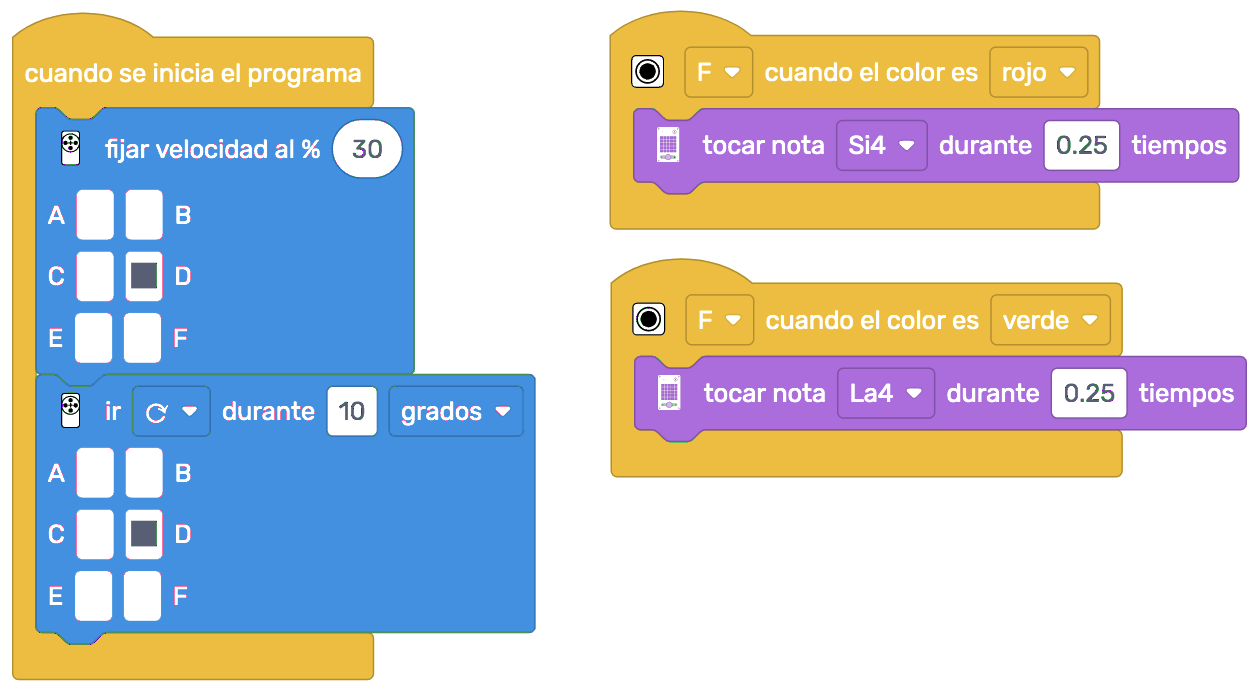 cuando se inicia el programa
fijar velocidad al % 30
A B
C D
E F
ir durante 10 grados
A B
C D
E F
F cuando el color es rojo
tocar nota Si4 durante 0.25 tiempos
F cuando el color es verde
tocar nota La4 durante 0.25 tiempos